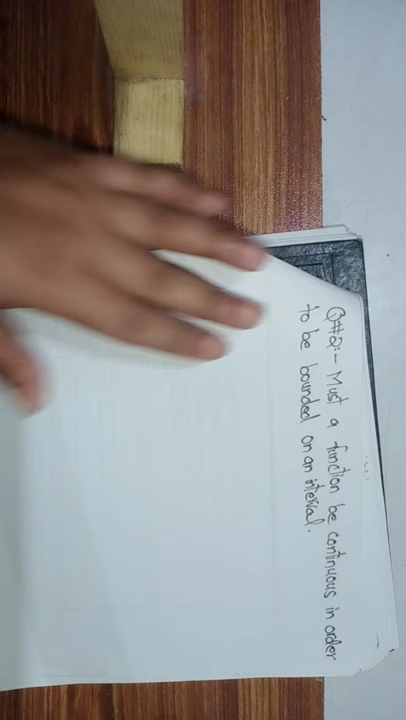 Q#2:- Must a function be continuous in order
to be bounded on an interval.